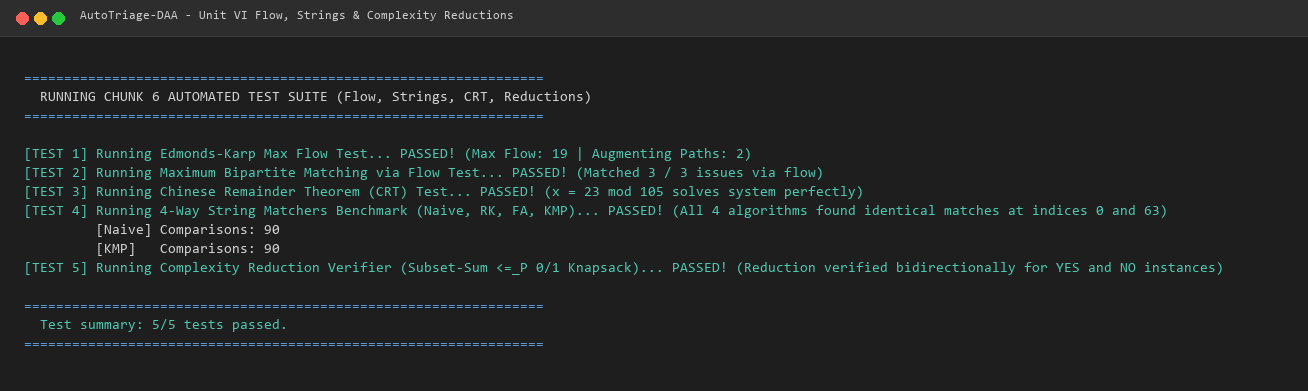 AutoTriage-DAA - Unit VI Flow, Strings & Complexity Reductions
=================================================================
RUNNING CHUNK 6 AUTOMATED TEST SUITE (Flow, Strings, CRT, Reductions)
=================================================================
[TEST 1] Running Edmonds-Karp Max Flow Test... PASSED! (Max Flow: 19 | Augmenting Paths: 2)
[TEST 2] Running Maximum Bipartite Matching via Flow Test... PASSED! (Matched 3 / 3 issues via flow)
[TEST 3] Running Chinese Remainder Theorem (CRT) Test... PASSED! (x = 23 mod 105 solves system perfectly)
[TEST 4] Running 4-Way String Matchers Benchmark (Naive, RK, FA, KMP)... PASSED! (All 4 algorithms found identical matches at indices 0 and 63)
[Naive] Comparisons: 90
[KMP]   Comparisons: 90
[TEST 5] Running Complexity Reduction Verifier (Subset-Sum <=_P 0/1 Knapsack)... PASSED! (Reduction verified bidirectionally for YES and NO instances)
=================================================================
Test summary: 5/5 tests passed.
=================================================================